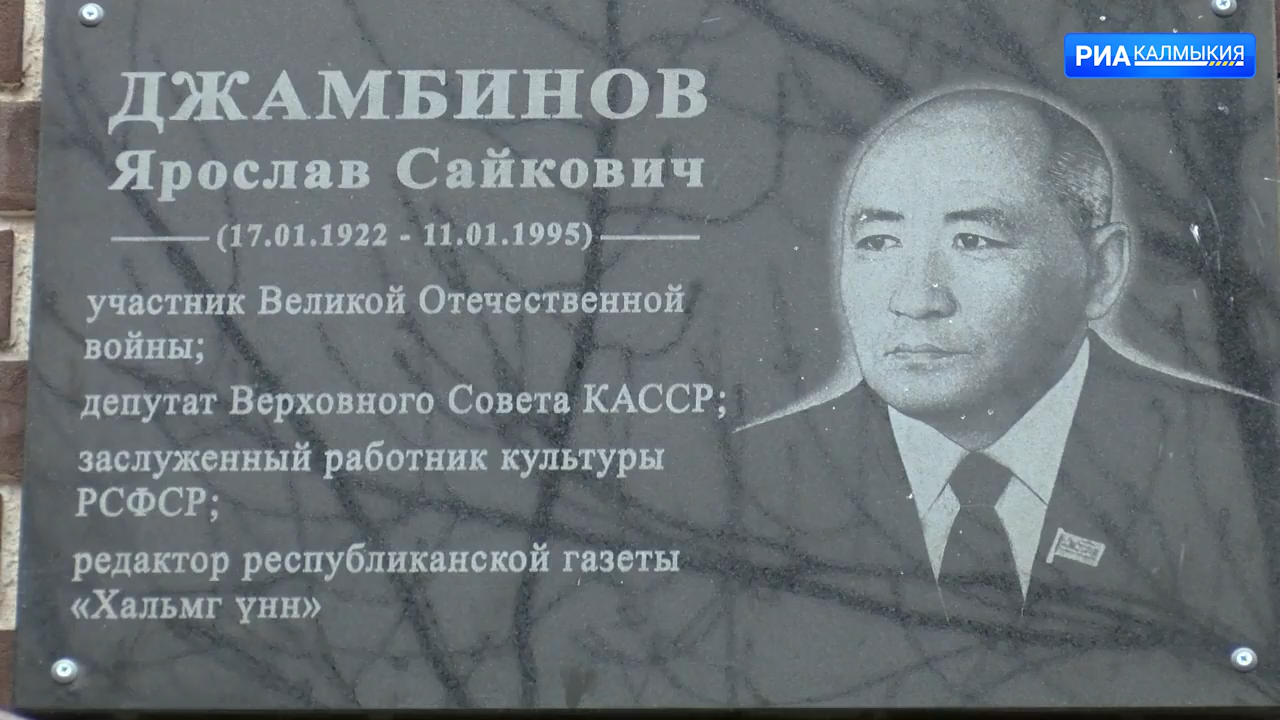 РИА КАЛМЫКИЯ
ДЖАМБИНОВ
Ярослав Сайкович
(17.01.1922 - 11.01.1995)
участник Великой Отечественной
войны;
депутат Верховного Совета КАССР;
заслуженный работник культуры
РСФСР;
редактор республиканской газеты
«Хальмг үнн»